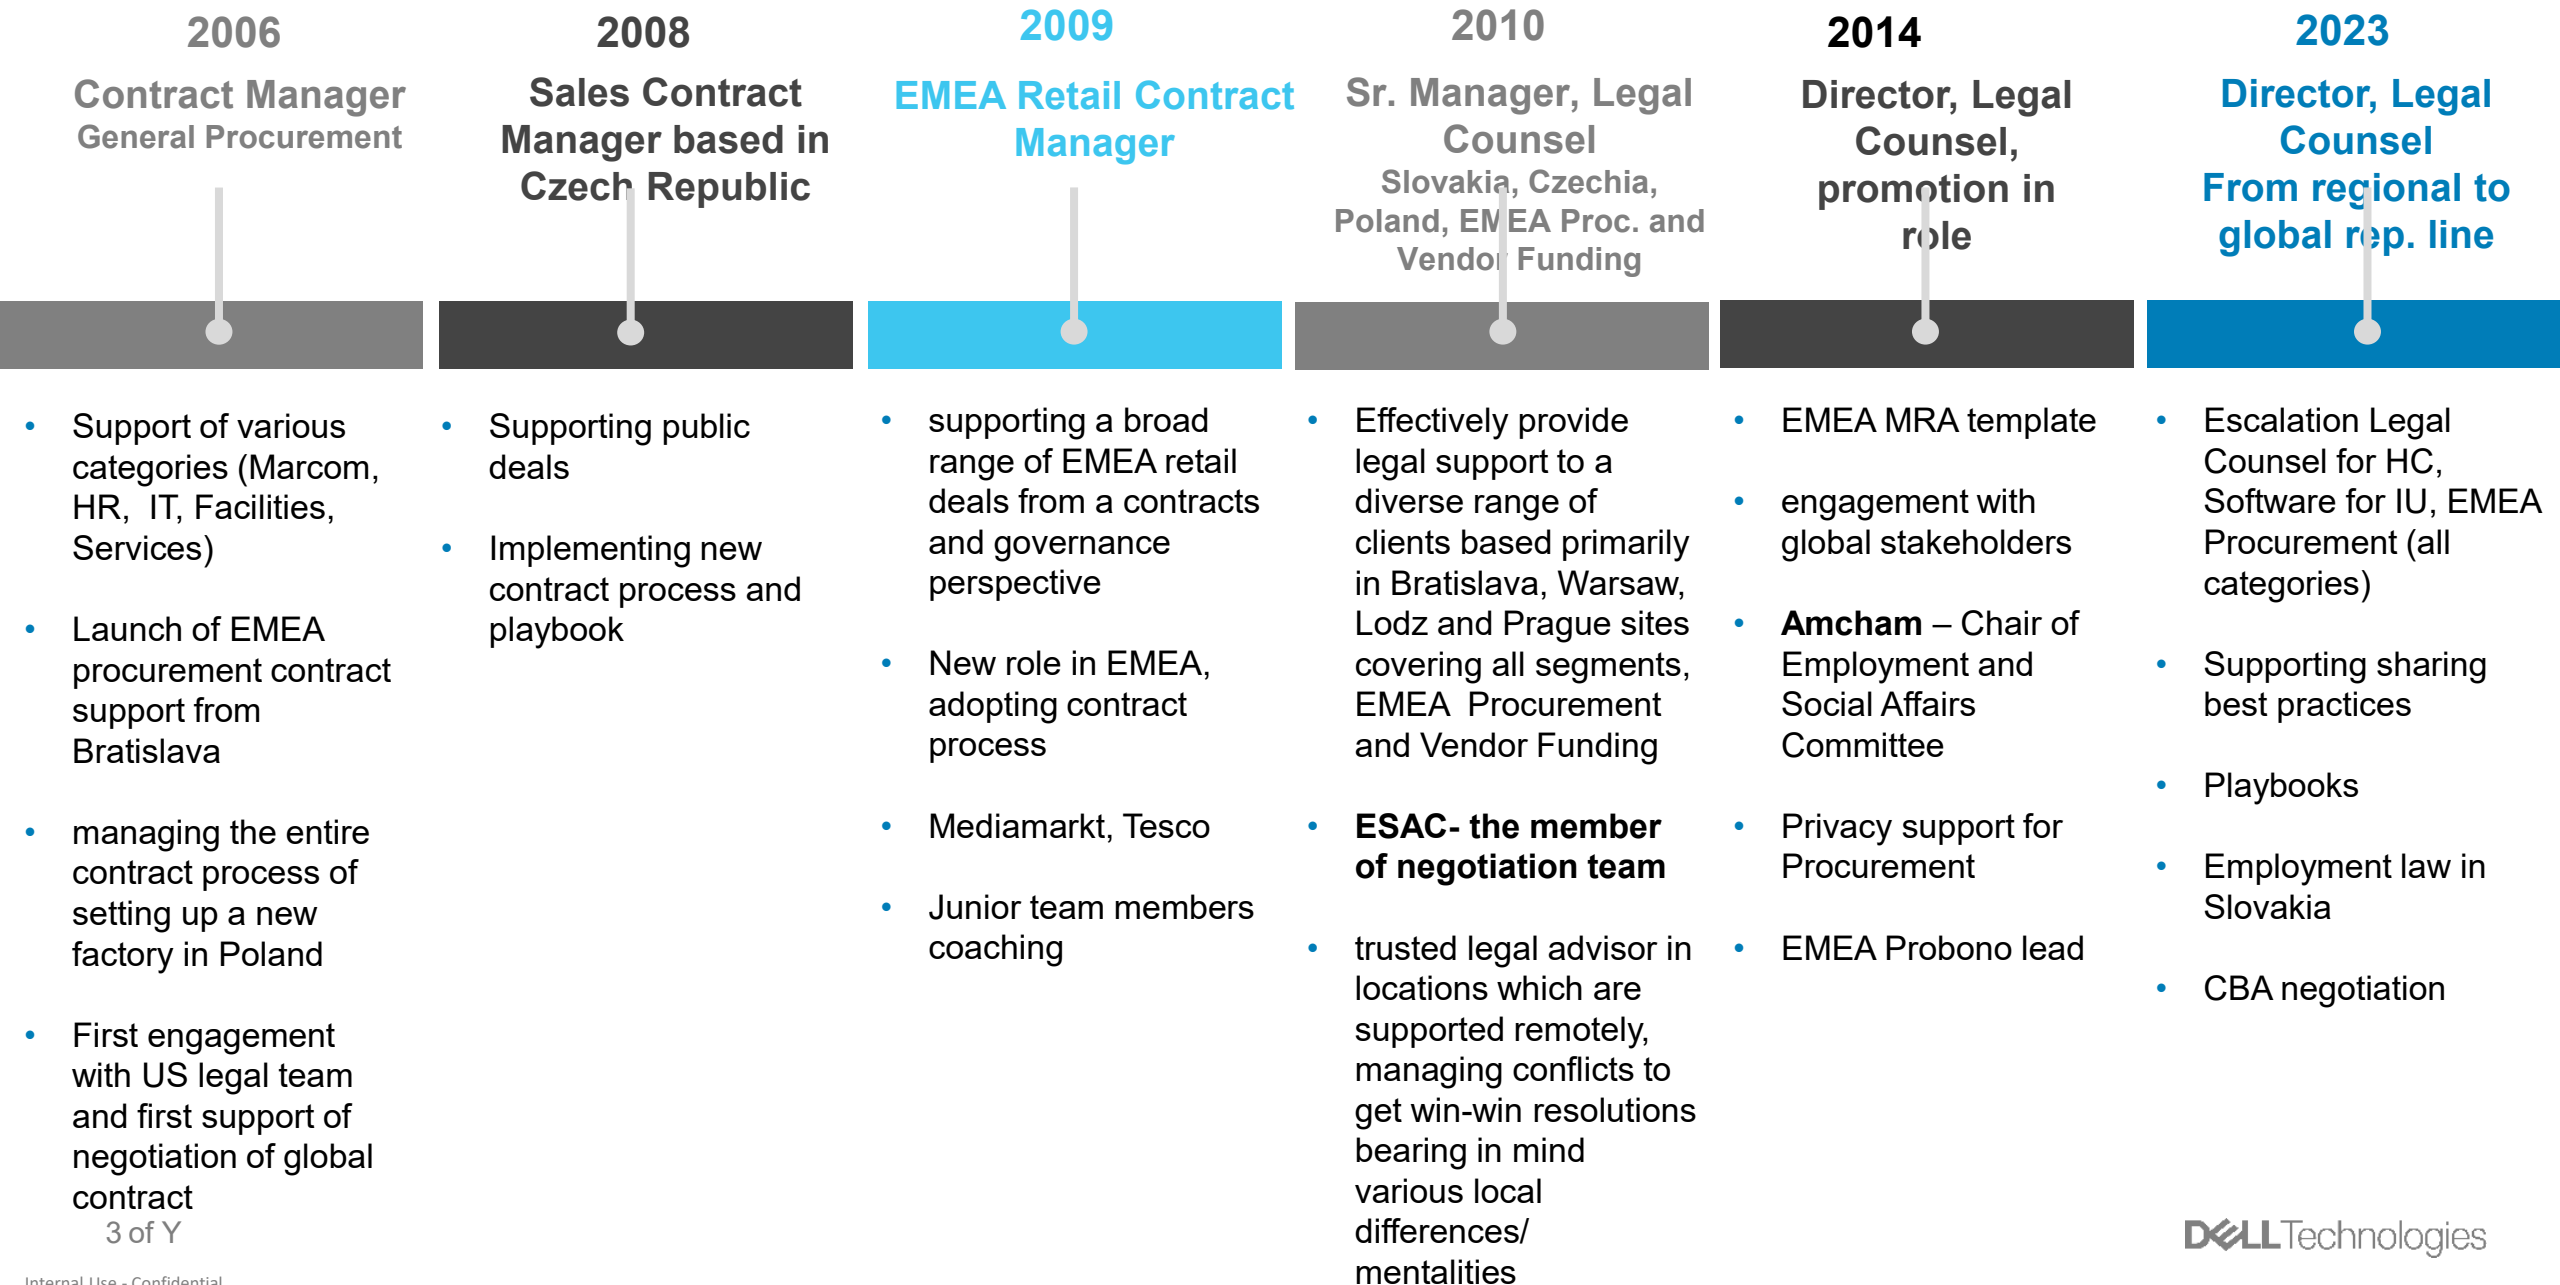 2006
Contract Manager
General Procurement
2008
Sales Contract
Manager based in
Czech Republic
2009
EMEA Retail Contract
Manager
2010
Sr. Manager, Legal
Counsel
Slovakia, Czechia,
Poland, EMEA Proc. and
Vendor Funding
2014
Director, Legal
Counsel,
promotion in
role
2023
Director, Legal
Counsel
From regional to
global rep. line
• Support of various
categories (Marcom,
HR, IT, Facilities,
Services)
• Launch of EMEA
procurement contract
support from
Bratislava
• managing the entire
contract process of
setting up a new
factory in Poland
• First engagement
with US legal team
and first support of
negotiation of global
contract
• Supporting public
deals
• Implementing new
contract process and
playbook
• supporting a broad
range of EMEA retail
deals from a contracts
and governance
perspective
• New role in EMEA,
adopting contract
process
• Mediamarkt, Tesco
• Junior team members
coaching
• Effectively provide
legal support to a
diverse range of
clients based primarily
in Bratislava, Warsaw,
Lodz and Prague sites
covering all segments,
EMEA Procurement
and Vendor Funding
• ESAC- the member
of negotiation team
• trusted legal advisor in
locations which are
supported remotely,
managing conflicts to
get win-win resolutions
bearing in mind
various local
differences/
mentalities
• EMEA MRA template
• engagement with
global stakeholders
• Amcham – Chair of
Employment and
Social Affairs
Committee
• Privacy support for
Procurement
• EMEA Probono lead
• Escalation Legal
Counsel for HC,
Software for IU, EMEA
Procurement (all
categories)
• Supporting sharing
best practices
• Playbooks
• Employment law in
Slovakia
• CBA negotiation
3 of Y
DELL Technologies
Internal Use - Confidential